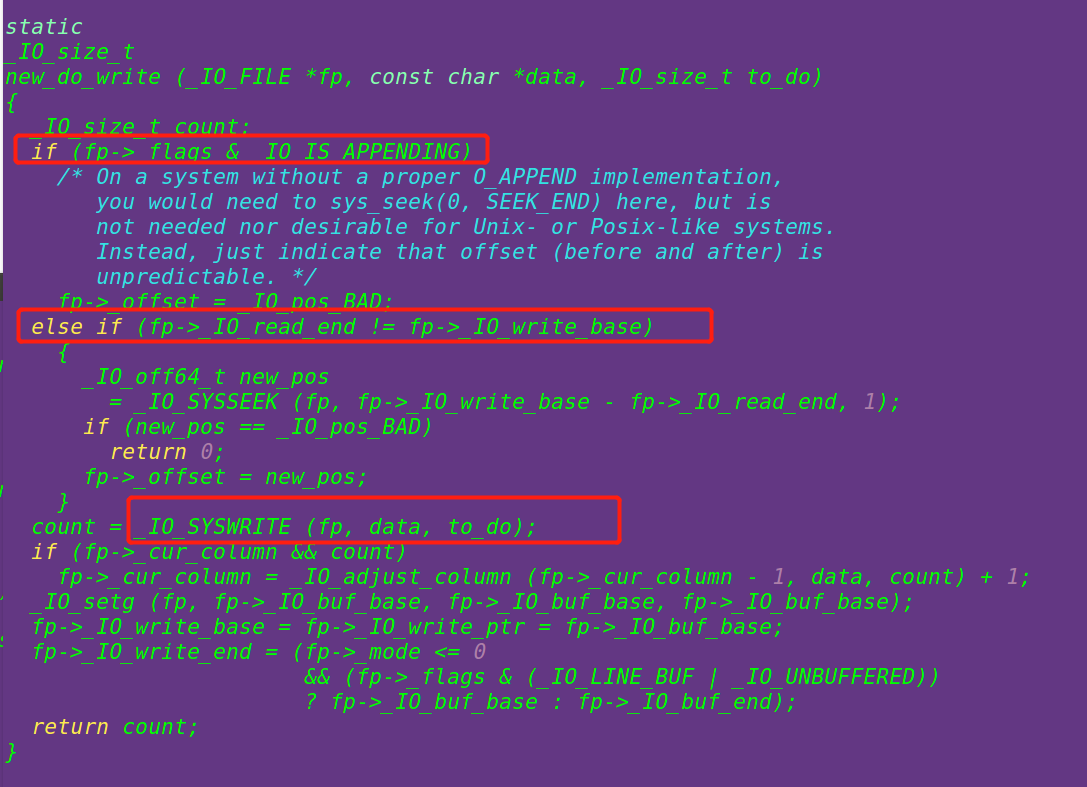 static
_IO_size_t
new_do_write (_IO_FILE *fp, const char *data, _IO_size_t to_do)
{
  _IO_size_t count;
  if (fp->_flags & _IO_IS_APPENDING)
    /* On a system without a proper O_APPEND implementation,
       you would need to sys_seek(0, SEEK_END) here, but is
       not needed nor desirable for Unix- or Posix-like systems.
       Instead, just indicate that offset (before and after) is
       unpredictable. */
    fp->_offset = _IO_pos_BAD;
  else if (fp->_IO_read_end != fp->_IO_write_base)
    {
      _IO_off64_t new_pos
        = _IO_SYSSEEK (fp, fp->_IO_write_base - fp->_IO_read_end, 1);
      if (new_pos == _IO_pos_BAD)
        return 0;
      fp->_offset = new_pos;
    }
  count = _IO_SYSWRITE (fp, data, to_do);
  if (fp->_cur_column && count)
    fp->_cur_column = _IO_adjust_column (fp->_cur_column - 1, data, count) + 1;
  _IO_setg (fp, fp->_IO_buf_base, fp->_IO_buf_base, fp->_IO_buf_base);
  fp->_IO_write_base = fp->_IO_write_ptr = fp->_IO_buf_base;
  fp->_IO_write_end = (fp->_mode <= 0
                       && (fp->_flags & (_IO_LINE_BUF | _IO_UNBUFFERED))
                       ? fp->_IO_buf_base : fp->_IO_buf_end);
  return count;
}